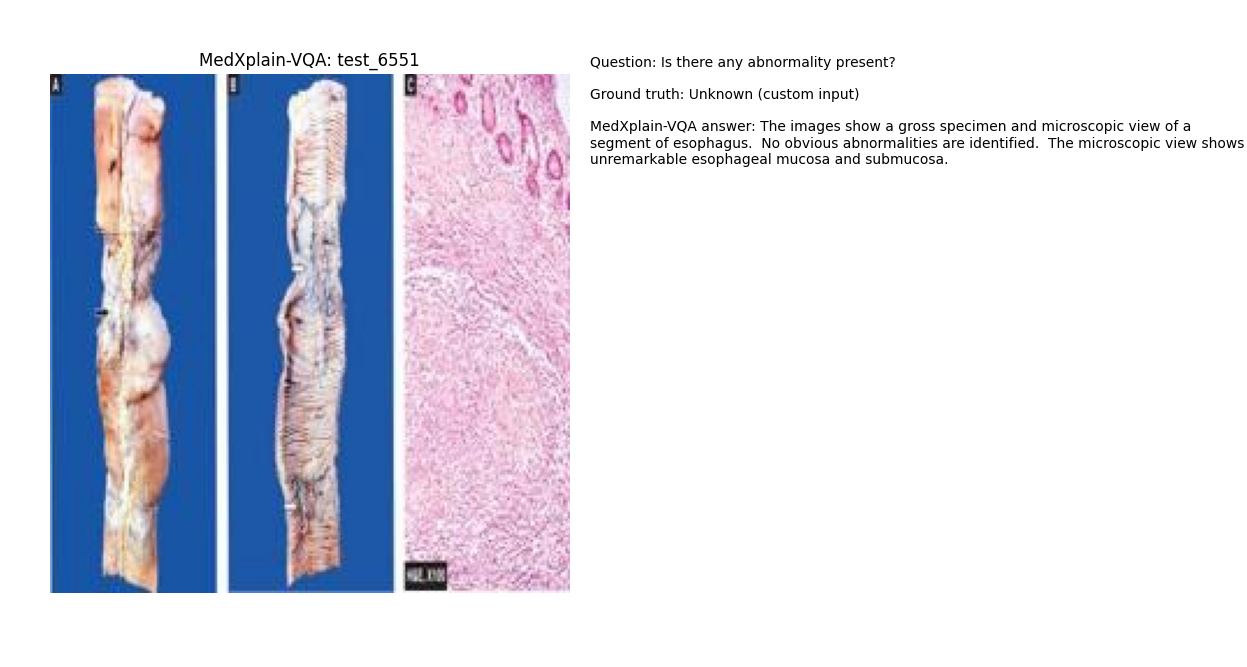 MedXplain-VQA: test_6551
A
B
C
H&E, X100
Question: Is there any abnormality present?
Ground truth: Unknown (custom input)
MedXplain-VQA answer: The images show a gross specimen and microscopic view of a
segment of esophagus.  No obvious abnormalities are identified.  The microscopic view shows
unremarkable esophageal mucosa and submucosa.